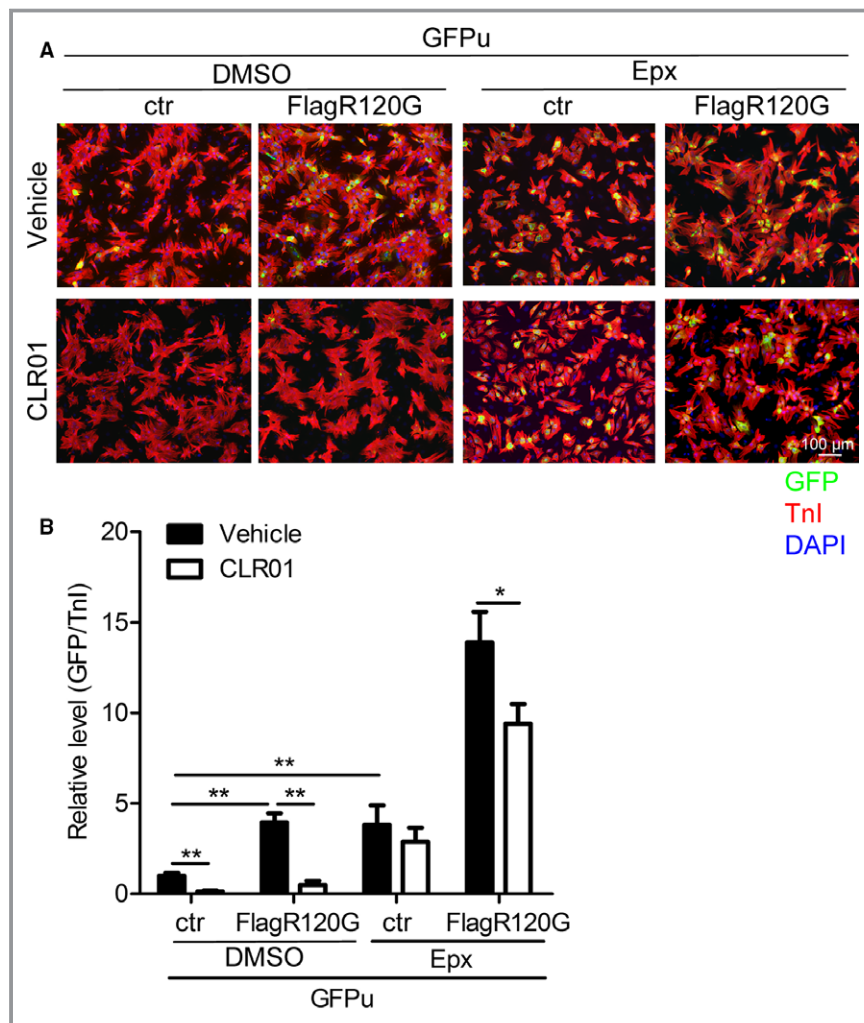 A
GFPu
DMSO
Epx
ctr
FlagR120G
ctr
FlagR120G
Vehicle
CLR01
100 µm
GFP
TnI
DAPI
B
20
15
10
5
0
Relative level (GFP/TnI)
Vehicle
CLR01
**
**
**
**
*
ctr
FlagR120G
ctr
FlagR120G
DMSO
Epx
GFPu